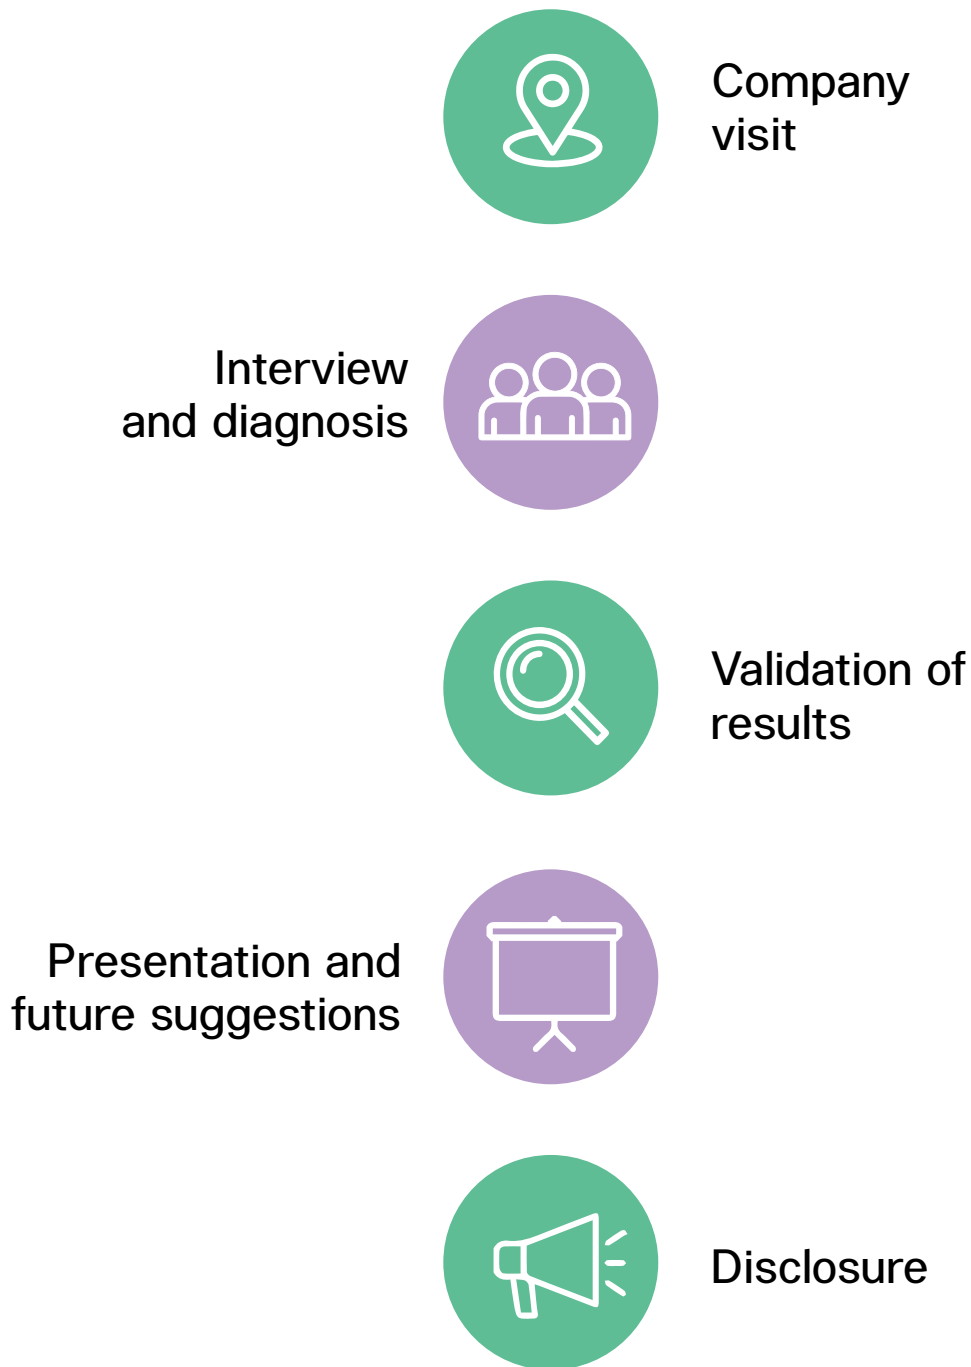 Company
visit
Interview
and diagnosis
Validation of
results
Presentation and
future suggestions
Disclosure